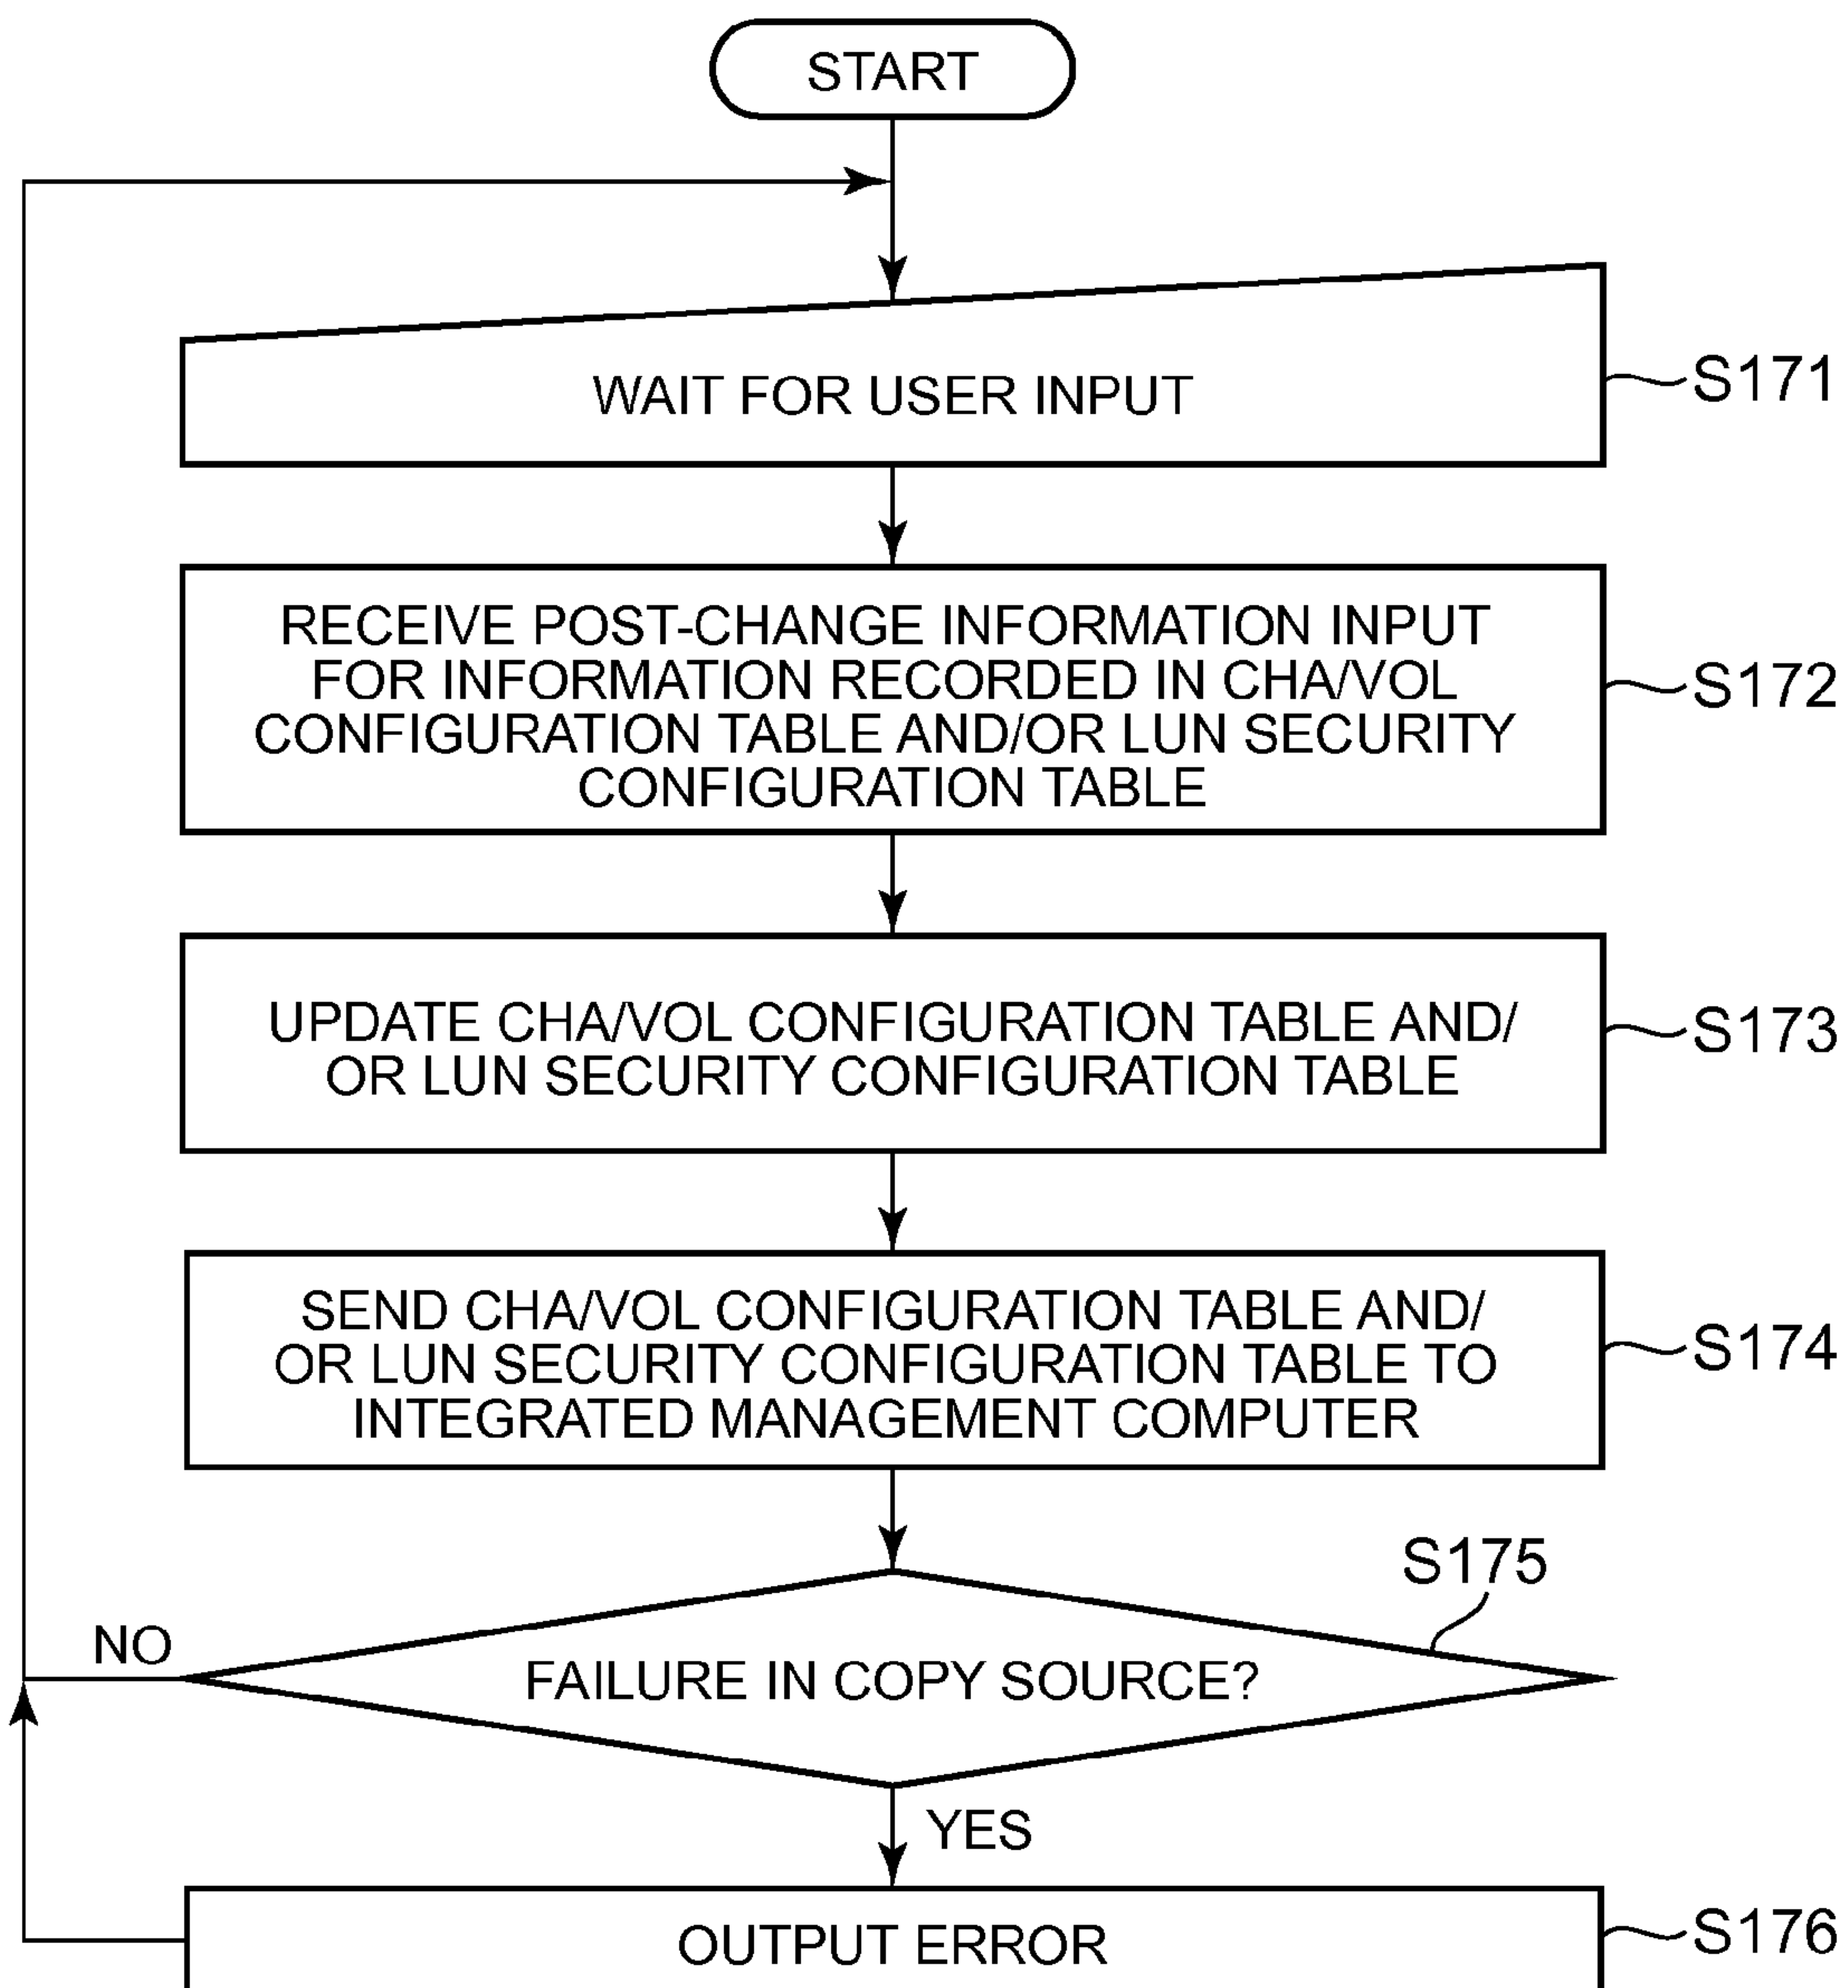 START
WAIT FOR USER INPUT
S171
RECEIVE POST-CHANGE INFORMATION INPUT
FOR INFORMATION RECORDED IN CHA/VOL
CONFIGURATION TABLE AND/OR LUN SECURITY
CONFIGURATION TABLE
S172
UPDATE CHA/VOL CONFIGURATION TABLE AND/
OR LUN SECURITY CONFIGURATION TABLE
S173
SEND CHA/VOL CONFIGURATION TABLE AND/
OR LUN SECURITY CONFIGURATION TABLE TO
INTEGRATED MANAGEMENT COMPUTER
S174
S175
NO
FAILURE IN COPY SOURCE?
YES
OUTPUT ERROR
S176